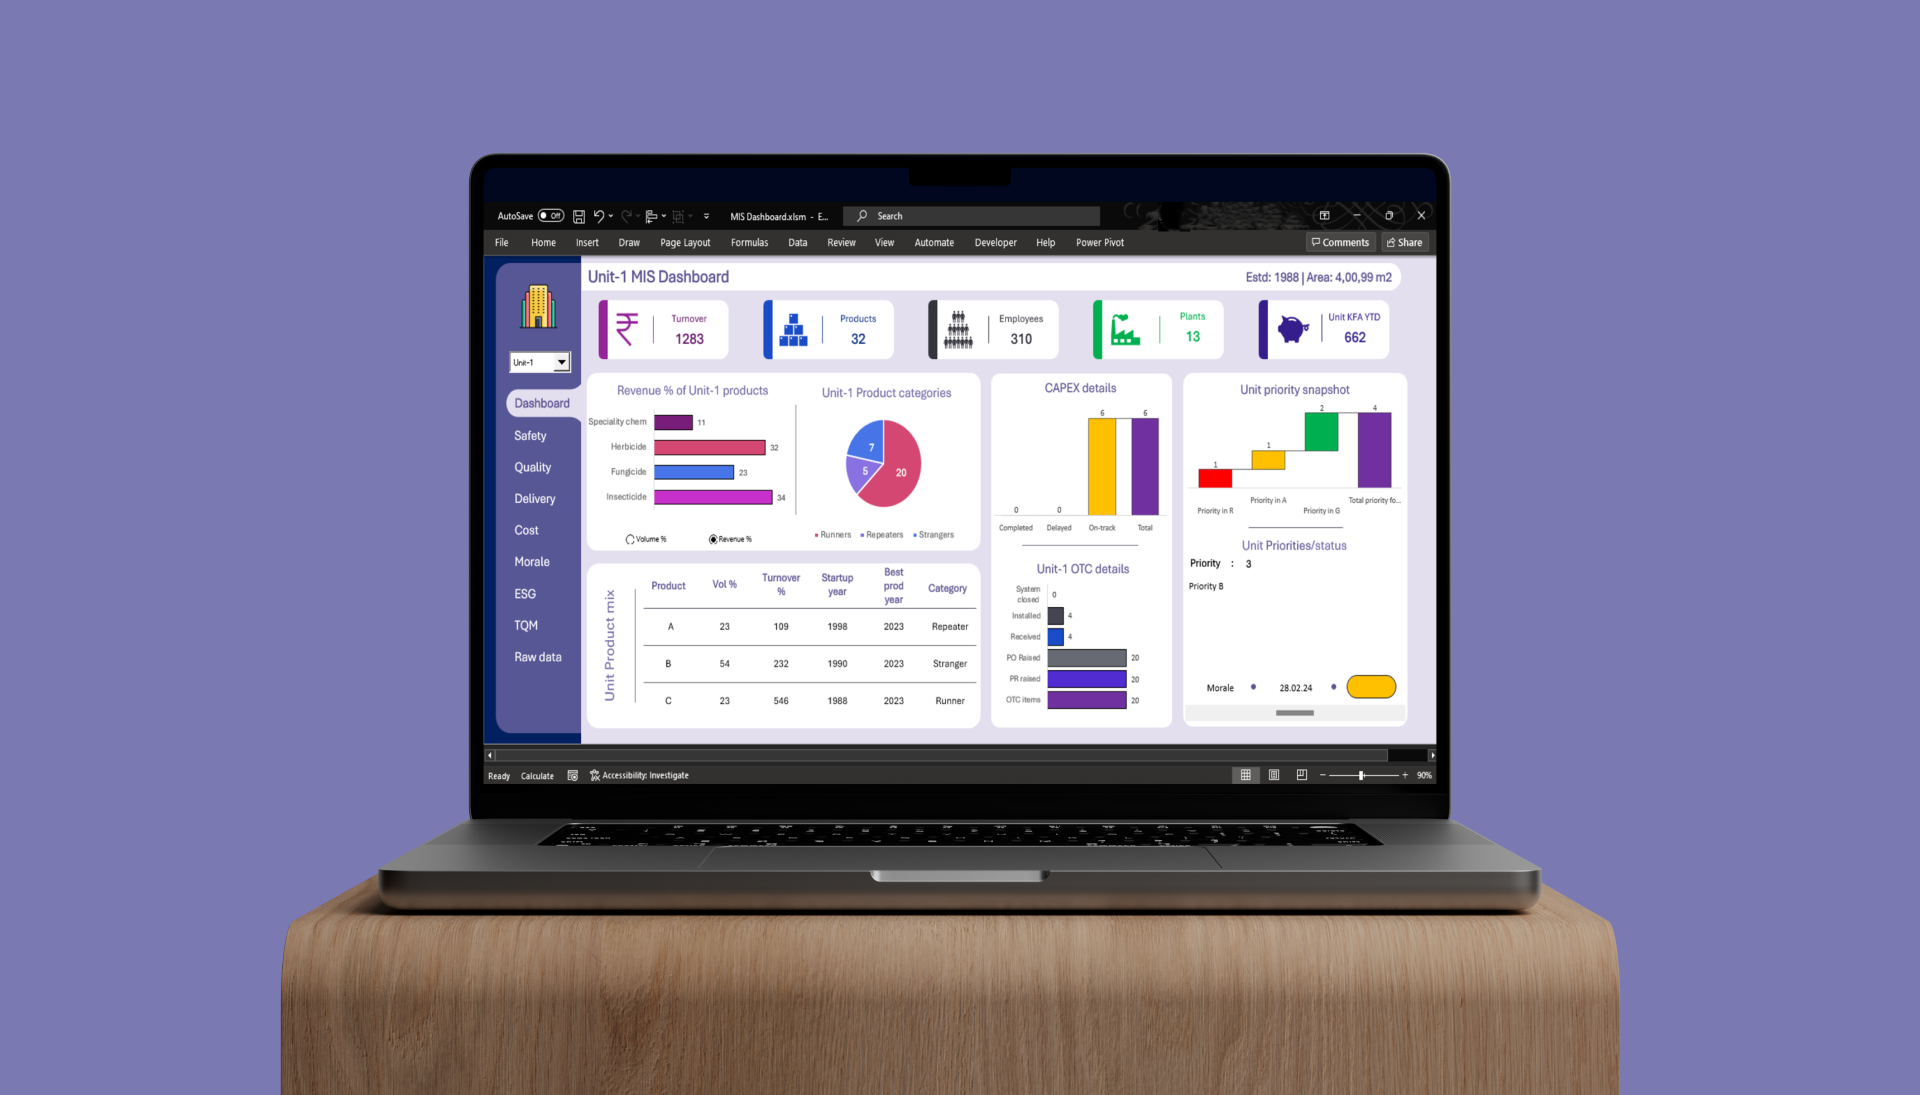 AutoSave Off MIS Dashboard.xlsm - E... Search
File Home Insert Draw Page Layout Formulas Data Review View Automate Developer Help Power Pivot Comments Share
Unit-1 MIS Dashboard
Estd: 1988 | Area: 4,00,99 m2
Unit-1
Dashboard
Safety
Quality
Delivery
Cost
Morale
ESG
TQM
Raw data
₹
Turnover
1283
Products
32
Employees
310
Plants
13
Unit KFA YTD
662
Revenue % of Unit-1 products
Speciality chem 11
Herbicide 32
Fungicide 23
Insecticide 34
Volume % Revenue %
Unit-1 Product categories
7
5
20
Runners Repeaters Strangers
Unit Product mix
Product Vol % Turnover % Startup year Best prod year Category
A 23 109 1998 2023 Repeater
B 54 232 1990 2023 Stranger
C 23 546 1988 2023 Runner
CAPEX details
0 0 6 6
Completed Delayed On-track Total
Unit-1 OTC details
System closed 0
Installed 4
Received 4
PO Raised 20
PR raised 20
OTC items 20
Unit priority snapshot
1 1 2 4
Priority in R Priority in A Priority in G Total priority fo...
Unit Priorities/status
Priority : 3
Priority B
Morale 28.02.24
Ready Calculate Accessibility: Investigate 90%